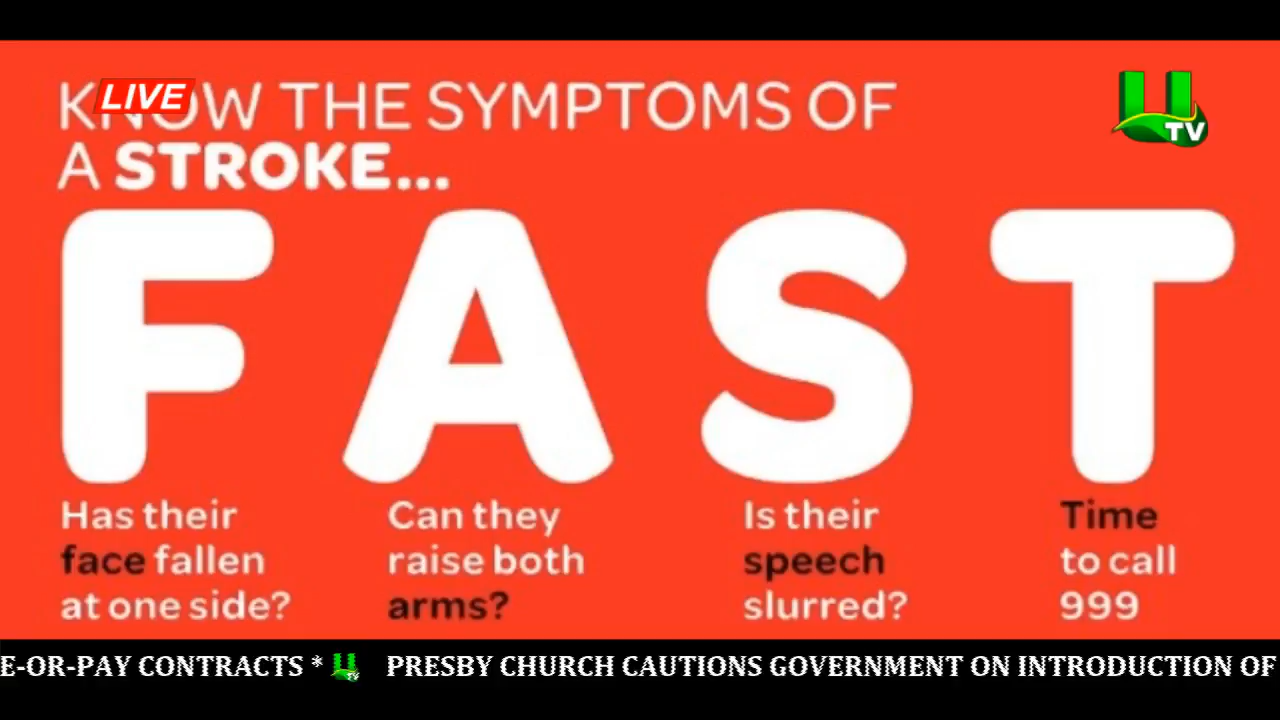 KNOW THE SYMPTOMS OF
LIVE
A STROKE...
U
TV
F A S T
Has their
face fallen
at one side?
Can they
raise both
arms?
Is their
speech
slurred?
Time
to call
999
E-OR-PAY CONTRACTS * U TV PRESBY CHURCH CAUTIONS GOVERNMENT ON INTRODUCTION OF